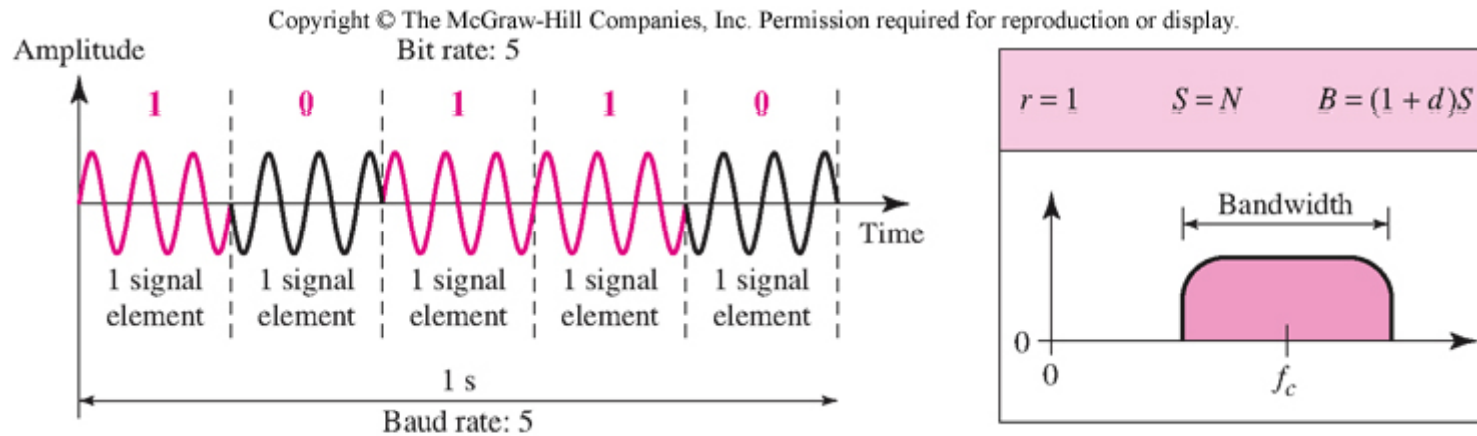 Copyright © The McGraw-Hill Companies, Inc. Permission required for reproduction or display.
Amplitude
Bit rate: 5
1 0 1 1 0
Time
1 signal element
1 signal element
1 signal element
1 signal element
1 signal element
1 s
Baud rate: 5
r = 1 S = N B = (1 + d)S
Bandwidth
0
0
fc